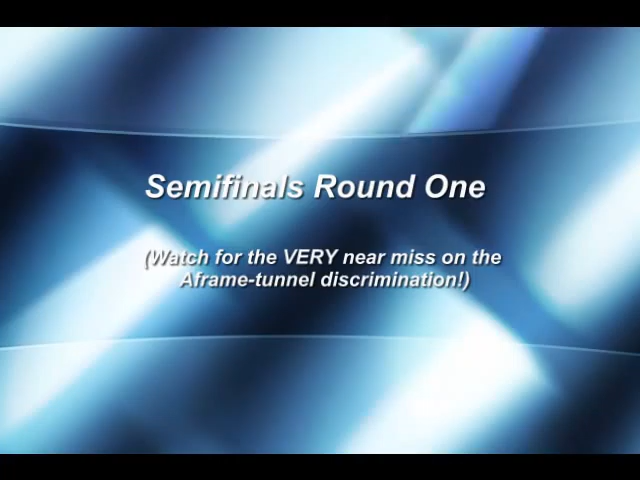 Semifinals Round One
(Watch for the VERY near miss on the
Aframe-tunnel discrimination!)